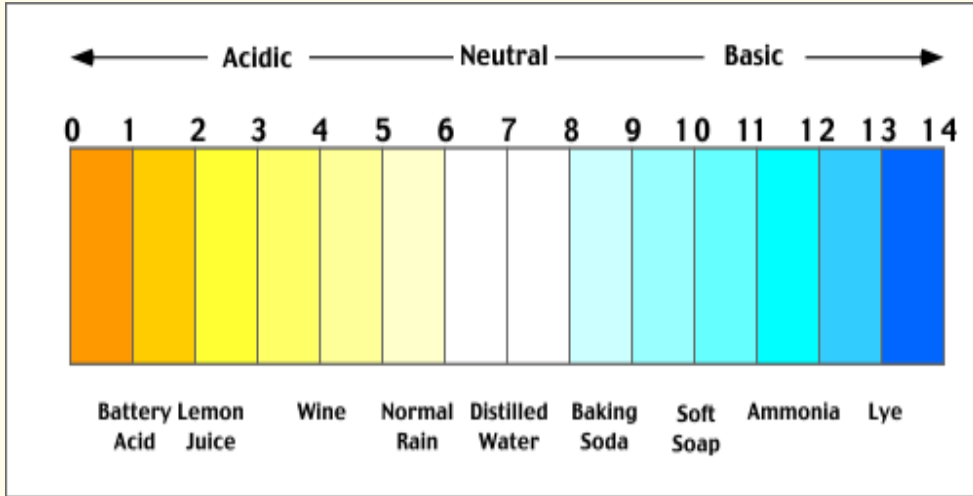 Acidic Neutral Basic
0 1 2 3 4 5 6 7 8 9 10 11 12 13 14
Battery Lemon Wine Normal Distilled Baking Soft Ammonia Lye
Acid Juice Rain Water Soda Soap